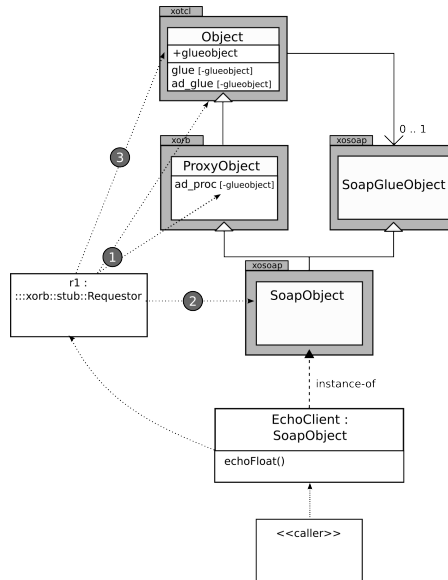 xotcl
Object
+glueobject
glue [-glueobject]
ad_glue [-glueobject]
0 .. 1
3
xorb
ProxyObject
ad_proc [-glueobject]
xosoap
SoapGlueObject
1
r1 :
:::xorb::stub::Requestor
2
xosoap
SoapObject
instance-of
EchoClient :
SoapObject
echoFloat()
<<caller>>